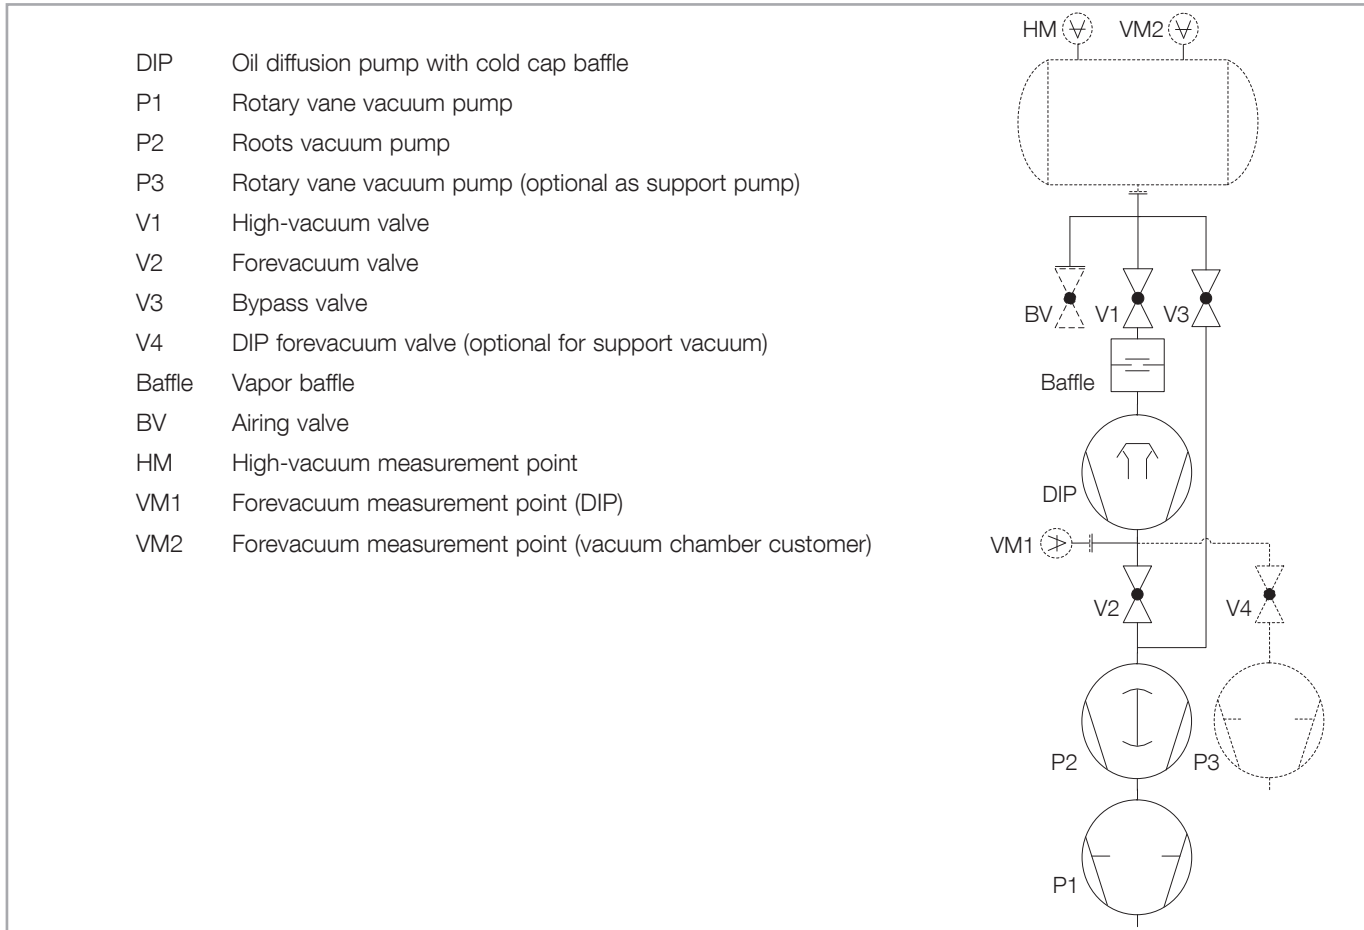 DIP Oil diffusion pump with cold cap baffle
P1 Rotary vane vacuum pump
P2 Roots vacuum pump
P3 Rotary vane vacuum pump (optional as support pump)
V1 High-vacuum valve
V2 Forevacuum valve
V3 Bypass valve
V4 DIP forevacuum valve (optional for support vacuum)
Baffle Vapor baffle
BV Airing valve
HM High-vacuum measurement point
VM1 Forevacuum measurement point (DIP)
VM2 Forevacuum measurement point (vacuum chamber customer)
HM VM2
BV V1 V3
Baffle
DIP
VM1
V2 V4
P2 P3
P1